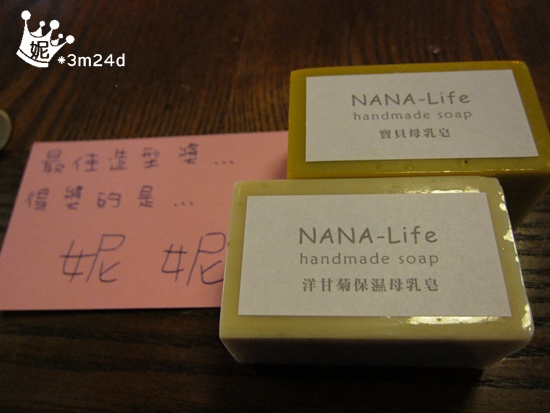 妮
*3m24d
最佳造型獎...
得獎的是...
妮妮
NANA-Life
handmade soap
寶貝母乳皂
NANA-Life
handmade soap
洋甘菊保濕母乳皂